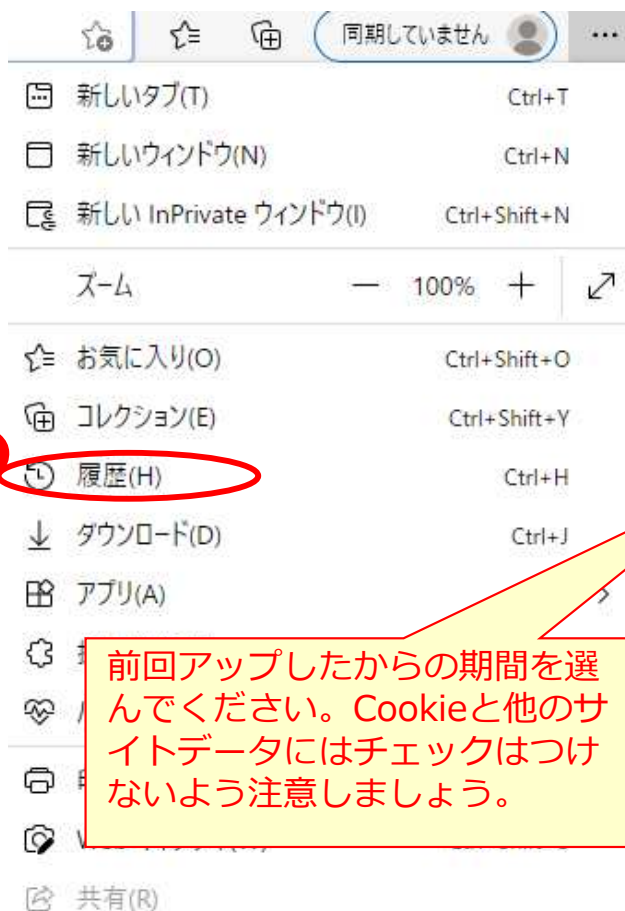 同期していません
新しいタブ(T) Ctrl+T
新しいウィンドウ(N) Ctrl+N
新しい InPrivate ウィンドウ(I) Ctrl+Shift+N
ズーム — 100% +
お気に入り(O) Ctrl+Shift+O
コレクション(E) Ctrl+Shift+Y
履歴(H) Ctrl+H
ダウンロード(D) Ctrl+J
アプリ(A)
前回アップしたからの期間を選
んでください。Cookieと他のサ
イトデータにはチェックはつけ
ないよう注意しましょう。
共有(R)